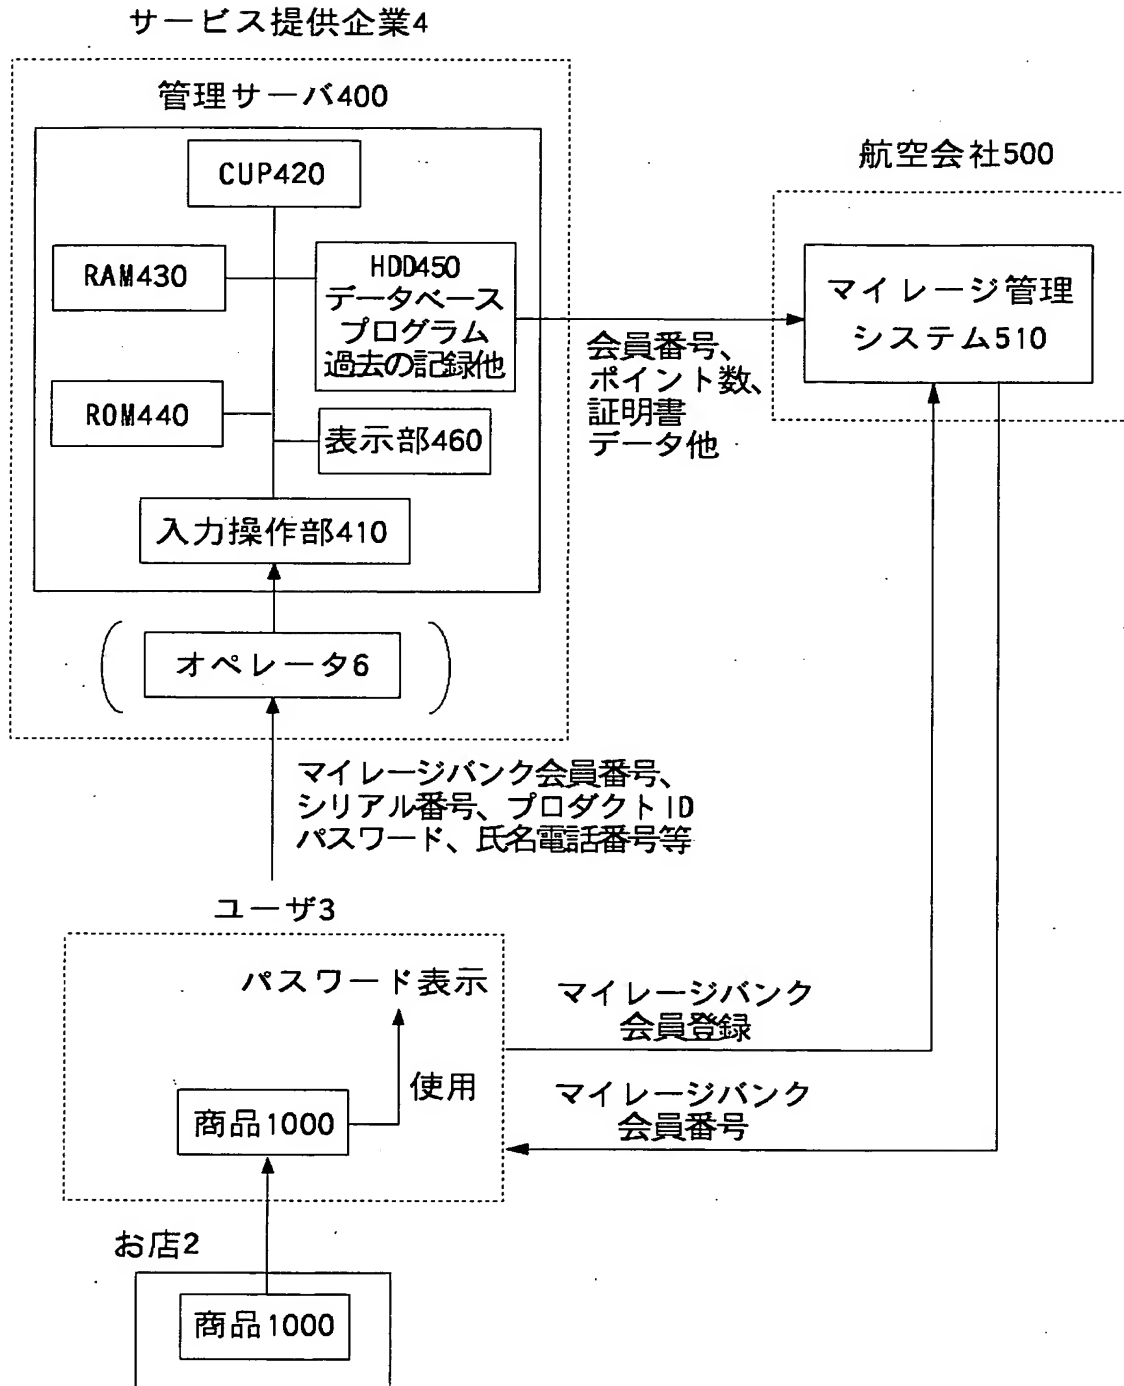 サービス提供企業4
管理サーバ400
CUP420
RAM430
HDD450
データベース
プログラム
過去の記録他
ROM440
表示部460
入力操作部410
オペレータ6
航空会社500
マイレージ管理
システム510
会員番号、
ポイント数、
証明書
データ他
マイレージバンク会員番号、
シリアル番号、プロダクトID
パスワード、氏名電話番号等
ユーザ3
パスワード表示
使用
商品1000
マイレージバンク
会員登録
マイレージバンク
会員番号
お店2
商品1000